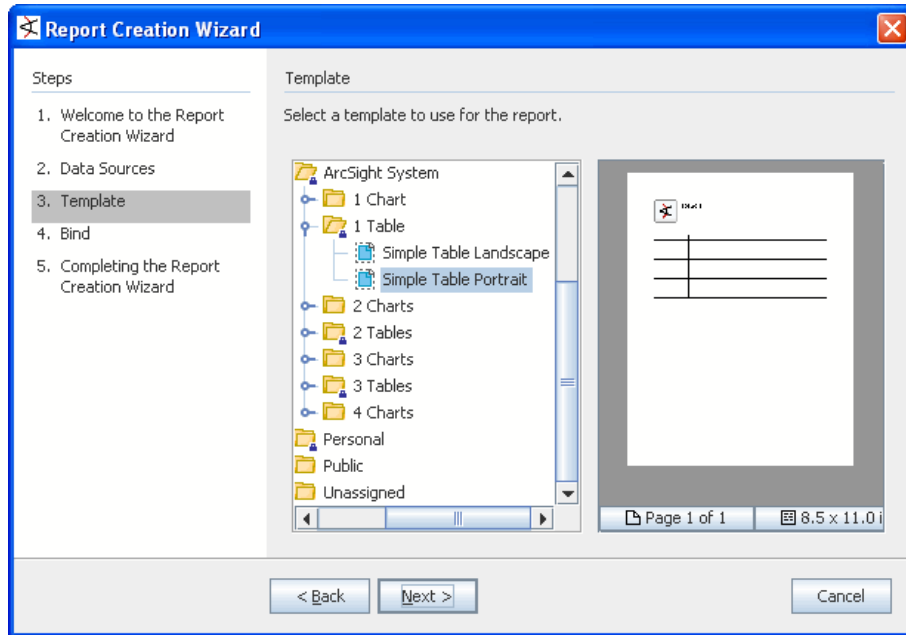 Report Creation Wizard
Steps
1. Welcome to the Report
Creation Wizard
2. Data Sources
3. Template
4. Bind
5. Completing the Report
Creation Wizard
Template
Select a template to use for the report.
ArcSight System
1 Chart
1 Table
Simple Table Landscape
Simple Table Portrait
2 Charts
2 Tables
3 Charts
3 Tables
4 Charts
Personal
Public
Unassigned
Page 1 of 1
8.5 x 11.0 i
< Back
Next >
Cancel